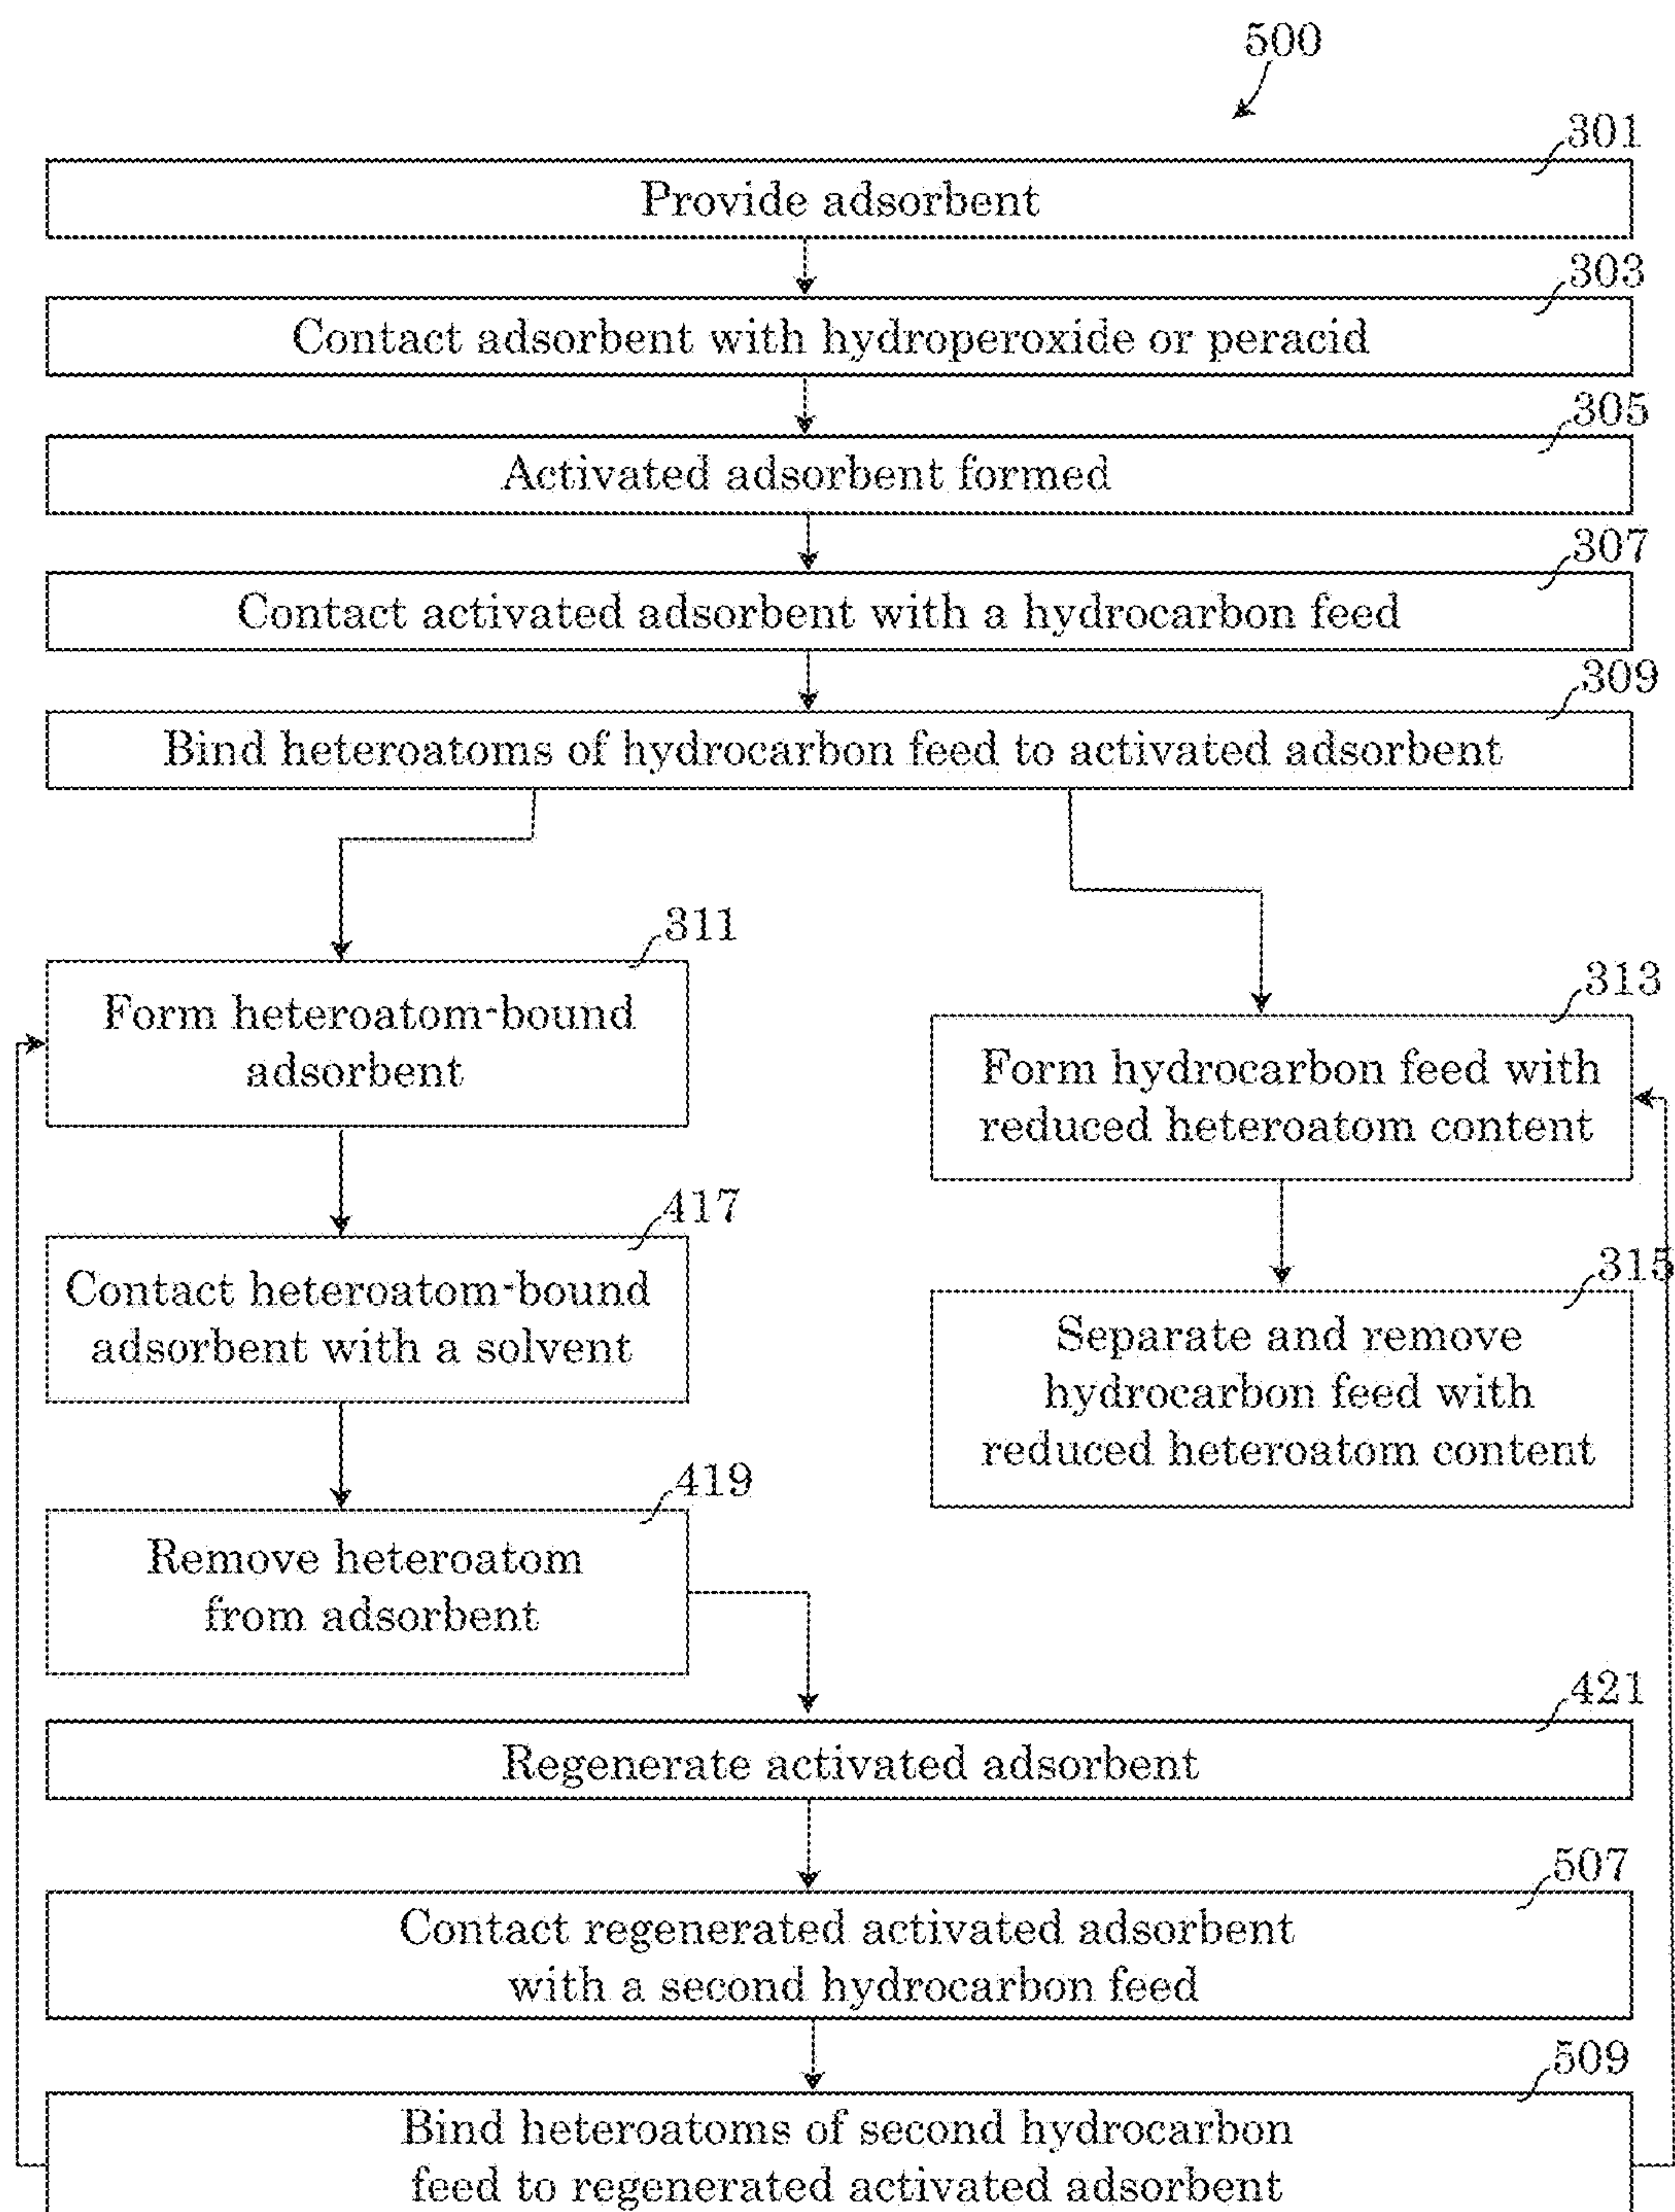 500
301
Provide adsorbent
303
Contact adsorbent with hydroperoxide or peracid
305
Activated adsorbent formed
307
Contact activated adsorbent with a hydrocarbon feed
309
Bind heteroatoms of hydrocarbon feed to activated adsorbent
311
Form heteroatom-bound
adsorbent
313
Form hydrocarbon feed with
reduced heteroatom content
417
Contact heteroatom-bound
adsorbent with a solvent
315
Separate and remove
hydrocarbon feed with
reduced heteroatom content
419
Remove heteroatom
from adsorbent
421
Regenerate activated adsorbent
507
Contact regenerated activated adsorbent
with a second hydrocarbon feed
509
Bind heteroatoms of second hydrocarbon
feed to regenerated activated adsorbent